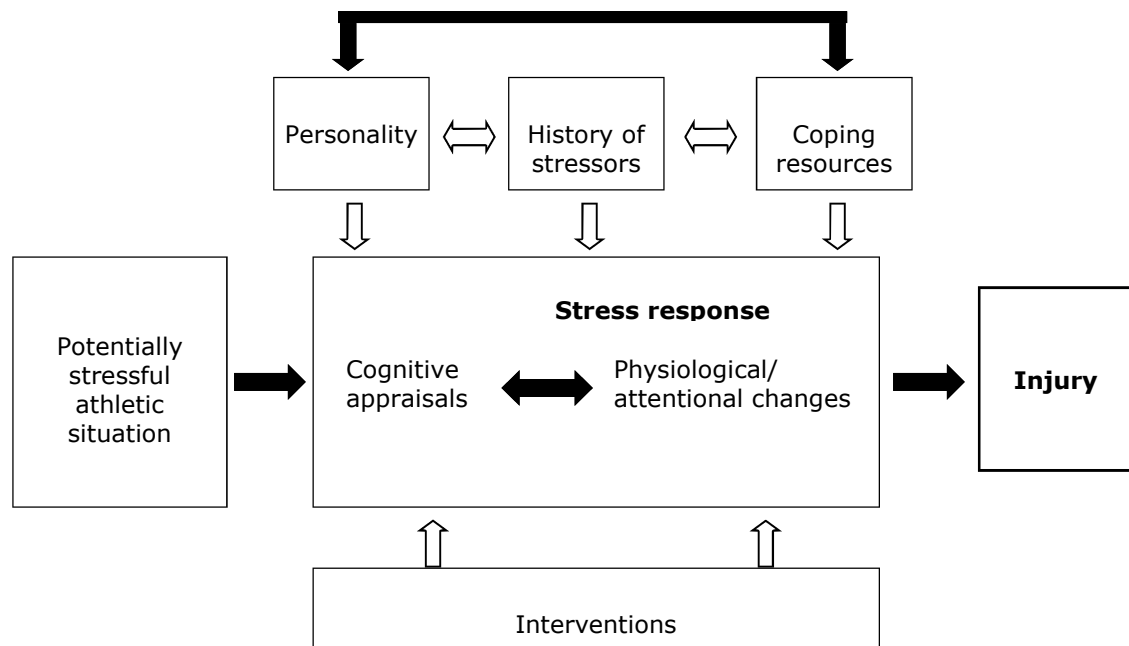 Personality
History of
stressors
Coping
resources
Potentially
stressful
athletic
situation
Stress response
Cognitive
appraisals
Physiological/
attentional changes
Injury
Interventions